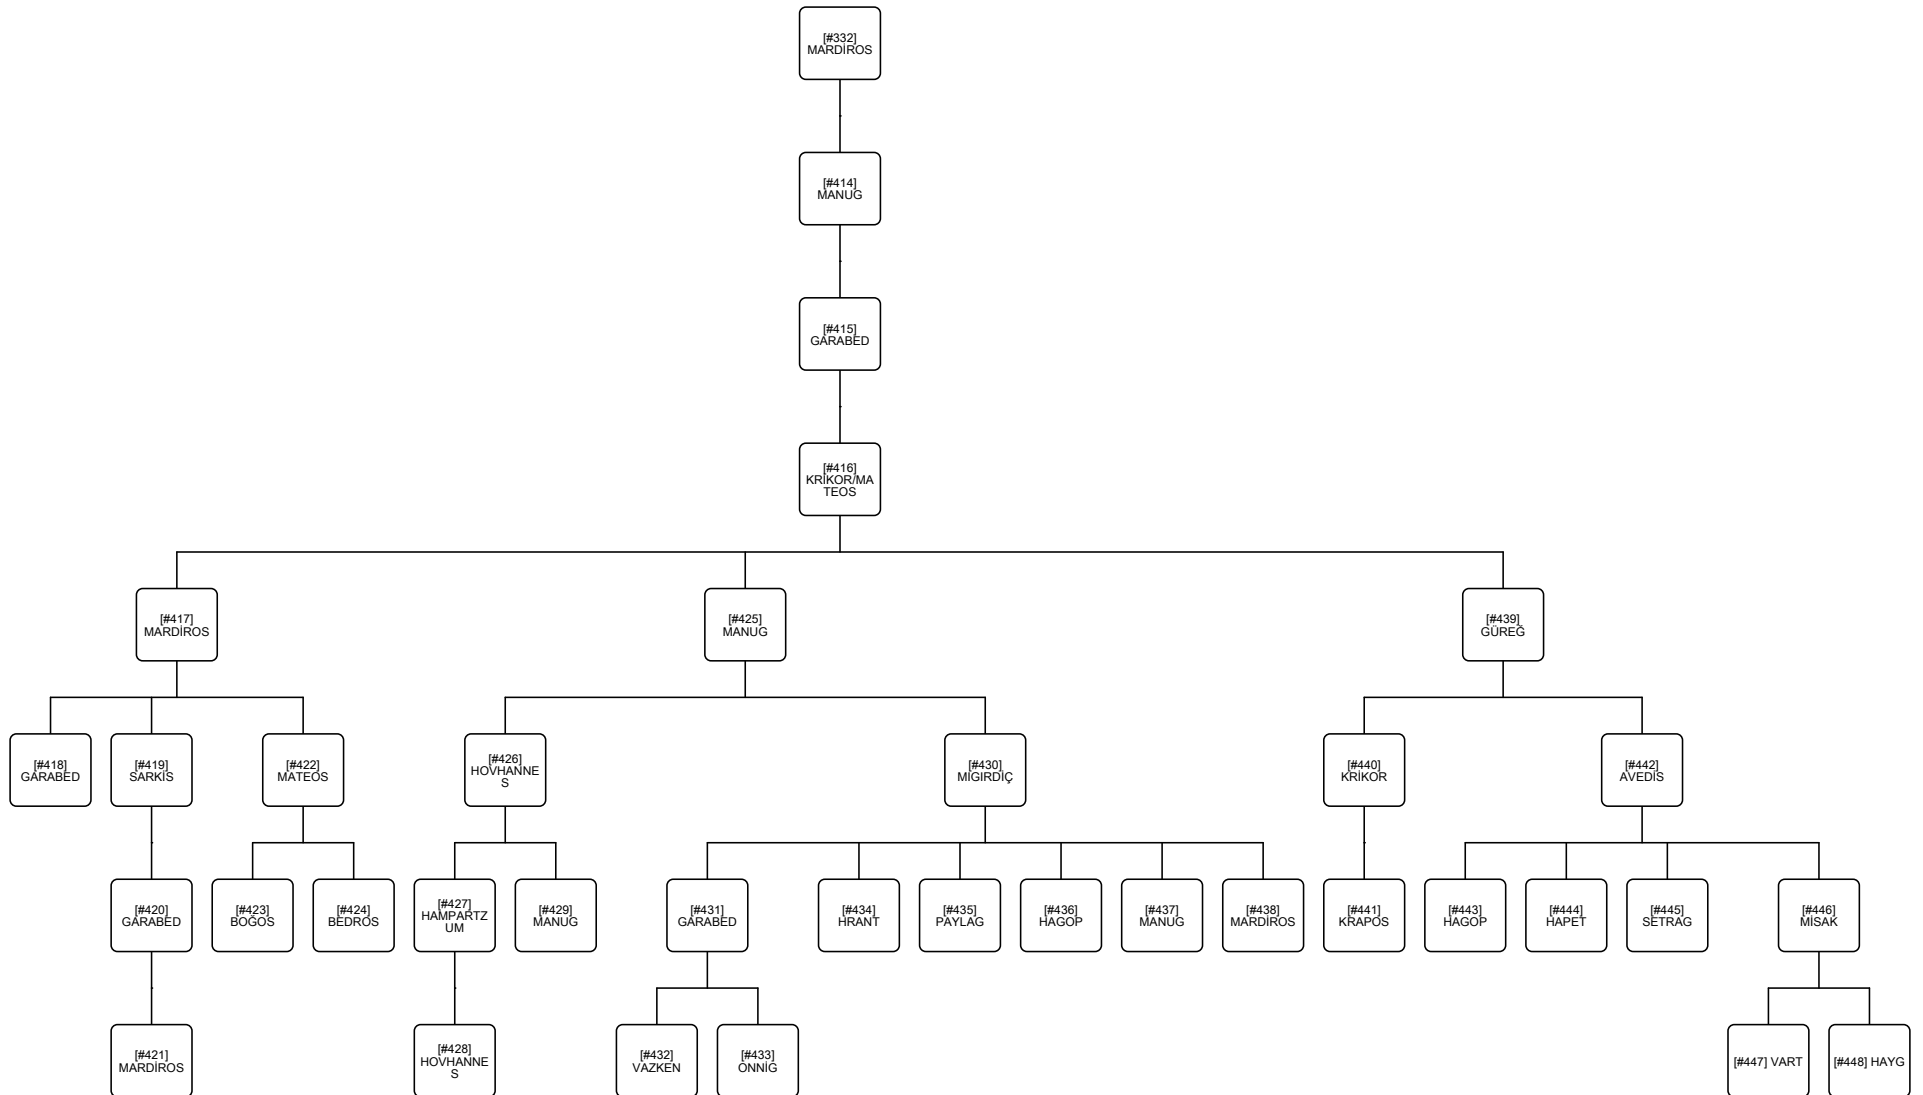 [#332]
MARDİROS
[#414]
MANUG
[#415]
GARABED
[#416]
KRİKOR/MA
TEOS
[#417]
MARDİROS
[#425]
MANUG
[#439]
GÜREĞ
[#418]
GARABED
[#419]
SARKİS
[#422]
MATEOS
[#426]
HOVHANNE
S
[#430]
MIGIRDİÇ
[#440]
KRİKOR
[#442]
AVEDİS
[#420]
GARABED
[#423]
BOĞOS
[#424]
BEDROS
[#427]
HAMPARTZ
UM
[#429]
MANUG
[#431]
GARABED
[#434]
HRANT
[#435]
PAYLAG
[#436]
HAGOP
[#437]
MANUG
[#438]
MARDİROS
[#441]
KRAPOS
[#443]
HAGOP
[#444]
HAPET
[#445]
SETRAG
[#446]
MİSAK
[#421]
MARDİROS
[#428]
HOVHANNE
S
[#432]
VAZKEN
[#433]
ONNİG
[#447] VART
[#448] HAYG